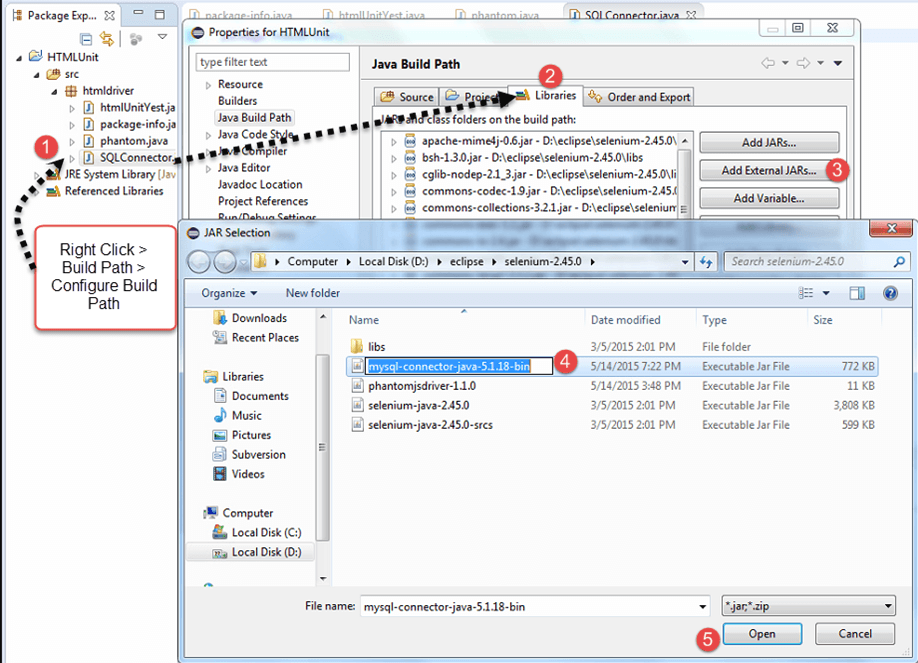 Package Exp...
HTMLUnit
src
htmldriver
htmlUnitYest.ja
package-info.ja
phantom.java
SQLConnector.
JRE System Library [Jav
Referenced Libraries
1
Right Click >
Build Path >
Configure Build
Path
package-info.java
htmlUnitYest.java
phantom.java
SQLConnector.java
Properties for HTMLUnit
type filter text
Resource
Builders
Java Build Path
Java Code Style
Java Compiler
Java Editor
Javadoc Location
Project References
Run/Debug Settings
Java Build Path
2
Source
Project
Libraries
Order and Export
JARs and class folders on the build path:
apache-mime4j-0.6.jar - D:\eclipse\selenium-2.45.0\
bsh-1.3.0.jar - D:\eclipse\selenium-2.45.0\libs
cglib-nodep-2.1_3.jar - D:\eclipse\selenium-2.45.0\li
commons-codec-1.9.jar - D:\eclipse\selenium-2.45.0\
commons-collections-3.2.1.jar - D:\eclipse\selenium
Add JARs...
Add External JARs...
3
Add Variable...
JAR Selection
Computer
Local Disk (D:)
eclipse
selenium-2.45.0
Search selenium-2.45.0
Organize
New folder
Downloads
Recent Places
Libraries
Documents
Music
Pictures
Subversion
Videos
Computer
Local Disk (C:)
Local Disk (D:)
Name Date modified Type Size
libs 3/5/2015 2:01 PM File folder
mysql-connector-java-5.1.18-bin 4 5/14/2015 7:22 PM Executable Jar File 772 KB
phantomjsdriver-1.1.0 5/14/2015 3:48 PM Executable Jar File 11 KB
selenium-java-2.45.0 3/5/2015 2:01 PM Executable Jar File 3,808 KB
selenium-java-2.45.0-srcs 3/5/2015 2:01 PM Executable Jar File 599 KB
File name: mysql-connector-java-5.1.18-bin
*.jar;*.zip
5
Open
Cancel